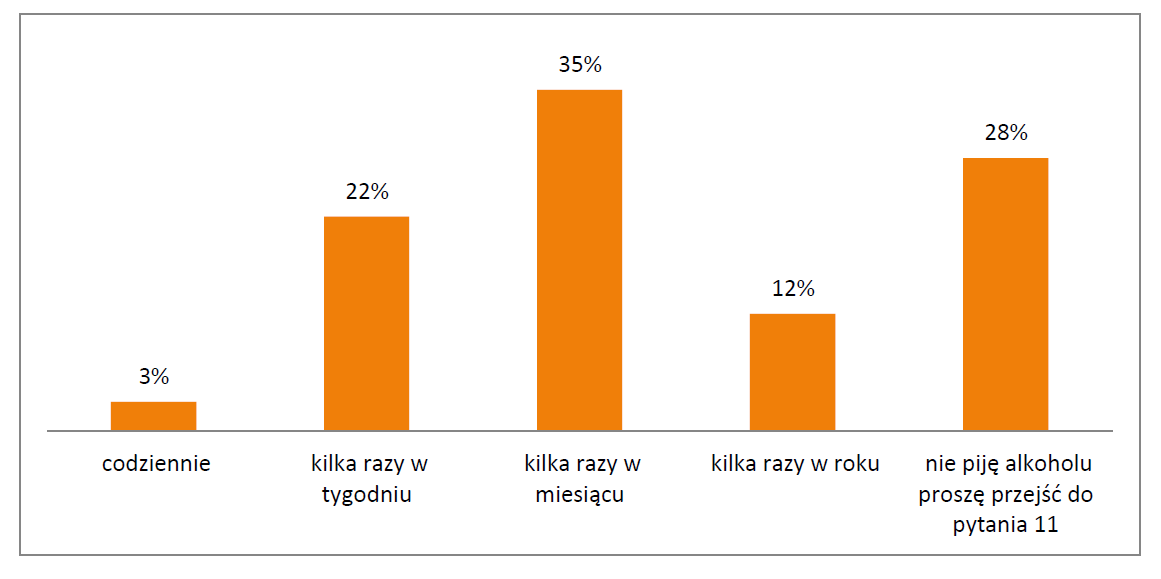 35%
28%
22%
12%
3%
codziennie
kilka razy w
tygodniu
kilka razy w
miesiącu
kilka razy w roku
nie piję alkoholu
proszę przejść do
pytania 11